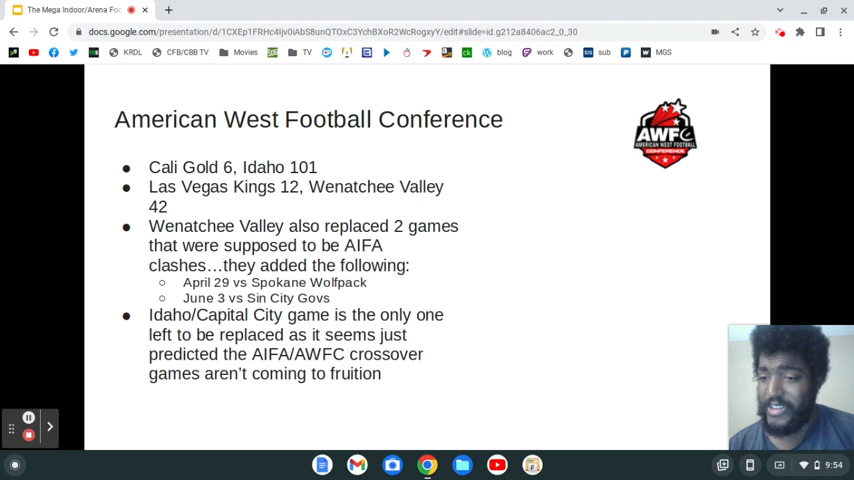 The Mega Indoor/Arena Foo
docs.google.com/presentation/d/1CXEp1FRHc4Ijv0iAbS8unQTOxC3YchBXoR2WcRogxyY/edit#slide=id.g212a8406ac2_0_30
KRDL
CFB/CBB TV
Movies
TV
blog
work
sub
MGS
American West Football Conference
AWFC
AMERICAN WEST FOOTBALL
CONFERENCE
● Cali Gold 6, Idaho 101
● Las Vegas Kings 12, Wenatchee Valley
42
● Wenatchee Valley also replaced 2 games
that were supposed to be AIFA
clashes…they added the following:
○ April 29 vs Spokane Wolfpack
○ June 3 vs Sin City Govs
● Idaho/Capital City game is the only one
left to be replaced as it seems just
predicted the AIFA/AWFC crossover
games aren't coming to fruition
9:54